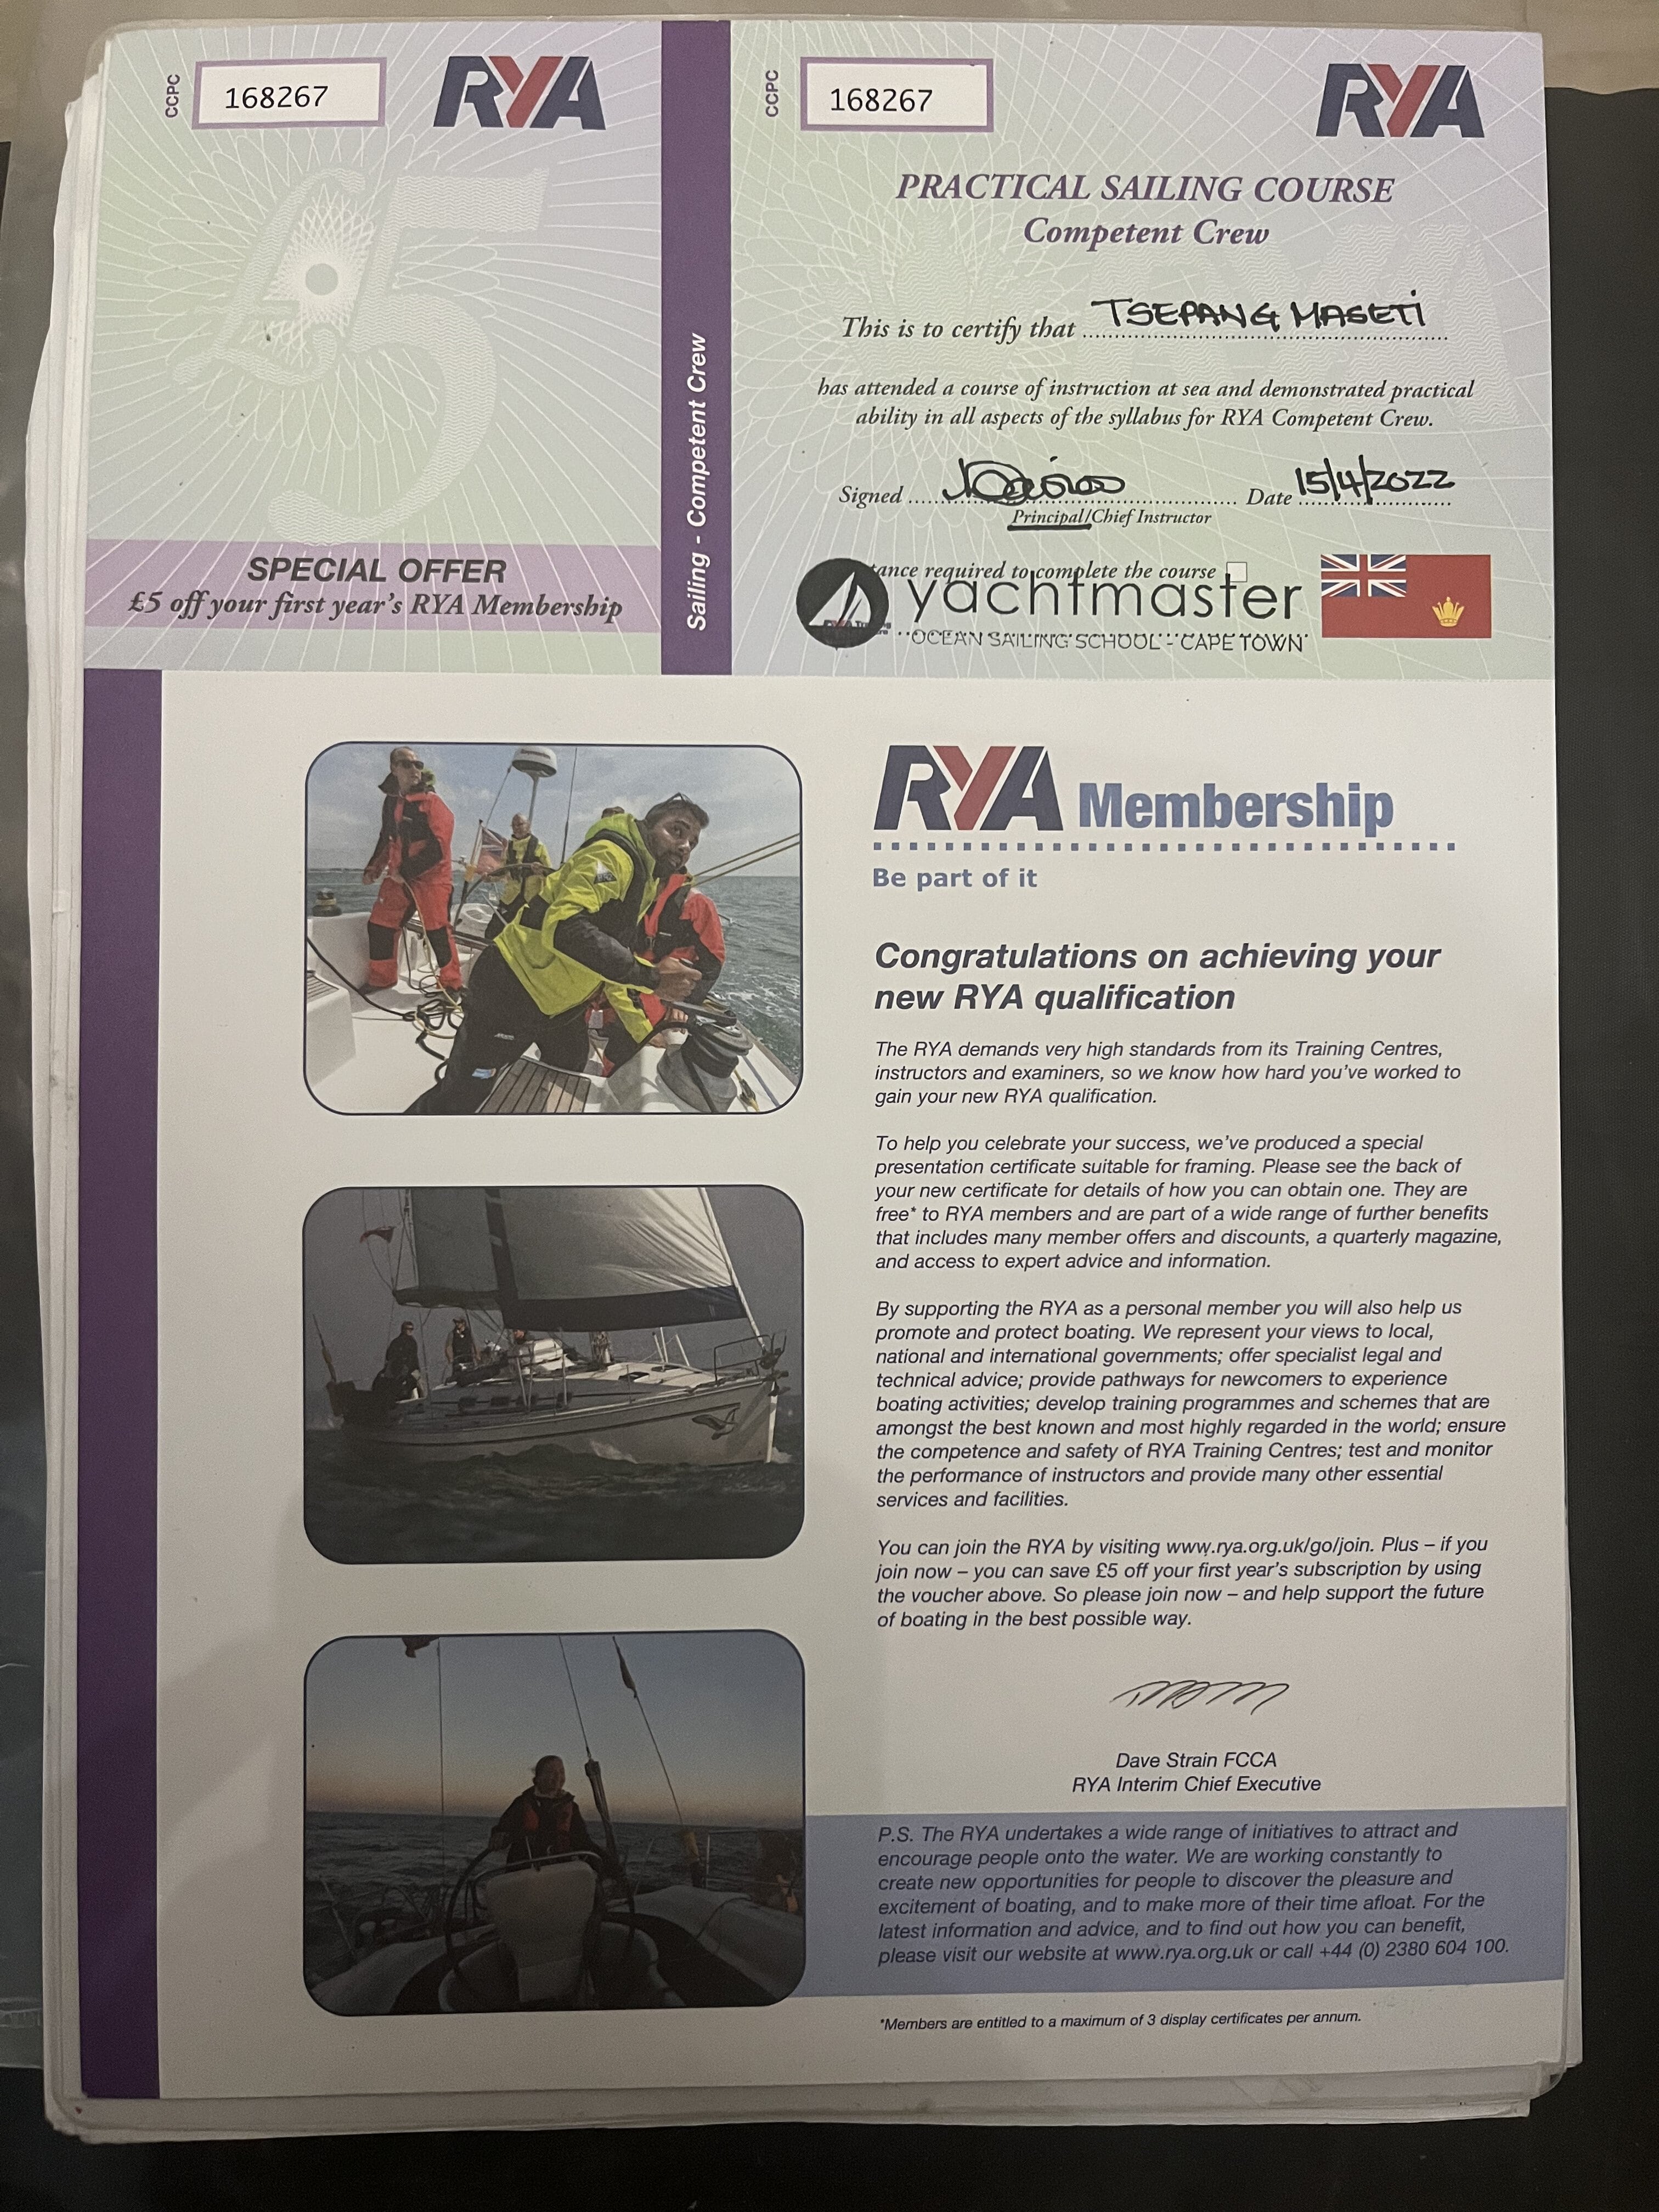 CCPC
168267
RYA
SPECIAL OFFER
£5 off your first year's RYA Membership
Sailing - Competent Crew
CCPC
168267
RYA
PRACTICAL SAILING COURSE
Competent Crew
This is to certify that TSEPANG MASETI
has attended a course of instruction at sea and demonstrated practical
ability in all aspects of the syllabus for RYA Competent Crew.
Signed Date 15/4/2022
Principal/Chief Instructor
required to complete the course
yachtmaster
OCEAN SAILING SCHOOL - CAPE TOWN
RYA Membership
Be part of it
Congratulations on achieving your
new RYA qualification
The RYA demands very high standards from its Training Centres,
instructors and examiners, so we know how hard you've worked to
gain your new RYA qualification.
To help you celebrate your success, we've produced a special
presentation certificate suitable for framing. Please see the back of
your new certificate for details of how you can obtain one. They are
free* to RYA members and are part of a wide range of further benefits
that includes many member offers and discounts, a quarterly magazine,
and access to expert advice and information.
By supporting the RYA as a personal member you will also help us
promote and protect boating. We represent your views to local,
national and international governments; offer specialist legal and
technical advice; provide pathways for newcomers to experience
boating activities; develop training programmes and schemes that are
amongst the best known and most highly regarded in the world; ensure
the competence and safety of RYA Training Centres; test and monitor
the performance of instructors and provide many other essential
services and facilities.
You can join the RYA by visiting www.rya.org.uk/go/join. Plus – if you
join now – you can save £5 off your first year's subscription by using
the voucher above. So please join now – and help support the future
of boating in the best possible way.
Dave Strain FCCA
RYA Interim Chief Executive
P.S. The RYA undertakes a wide range of initiatives to attract and
encourage people onto the water. We are working constantly to
create new opportunities for people to discover the pleasure and
excitement of boating, and to make more of their time afloat. For the
latest information and advice, and to find out how you can benefit,
please visit our website at www.rya.org.uk or call +44 (0) 2380 604 100.
*Members are entitled to a maximum of 3 display certificates per annum.